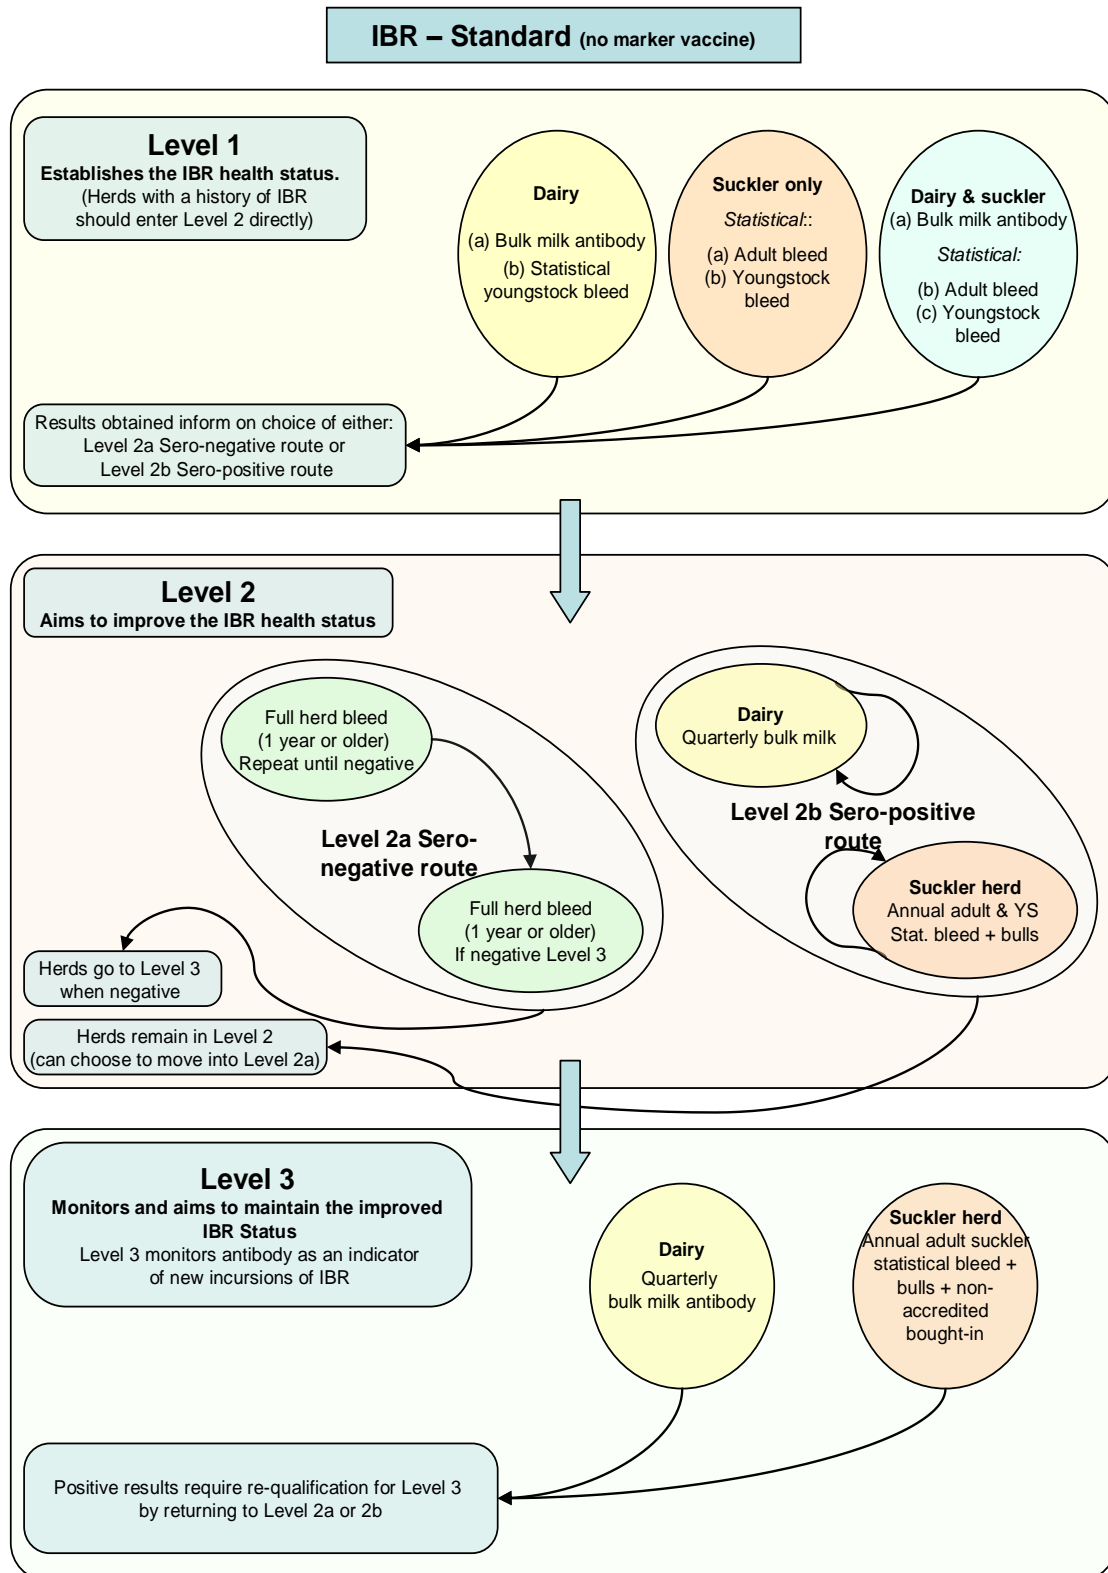 IBR – Standard (no marker vaccine)
Level 1
Establishes the IBR health status.
(Herds with a history of IBR
should enter Level 2 directly)
Dairy
(a) Bulk milk antibody
(b) Statistical
youngstock bleed
Suckler only
Statistical::
(a) Adult bleed
(b) Youngstock
bleed
Dairy & suckler
(a) Bulk milk antibody
Statistical:
(b) Adult bleed
(c) Youngstock
bleed
Results obtained inform on choice of either:
Level 2a Sero-negative route or
Level 2b Sero-positive route
Level 2
Aims to improve the IBR health status
Full herd bleed
(1 year or older)
Repeat until negative
Level 2a Sero-
negative route
Full herd bleed
(1 year or older)
If negative Level 3
Dairy
Quarterly bulk milk
Level 2b Sero-positive
route
Suckler herd
Annual adult & YS
Stat. bleed + bulls
Herds go to Level 3
when negative
Herds remain in Level 2
(can choose to move into Level 2a)
Level 3
Monitors and aims to maintain the improved
IBR Status
Level 3 monitors antibody as an indicator
of new incursions of IBR
Dairy
Quarterly
bulk milk antibody
Suckler herd
Annual adult suckler
statistical bleed +
bulls + non-
accredited
bought-in
Positive results require re-qualification for Level 3
by returning to Level 2a or 2b